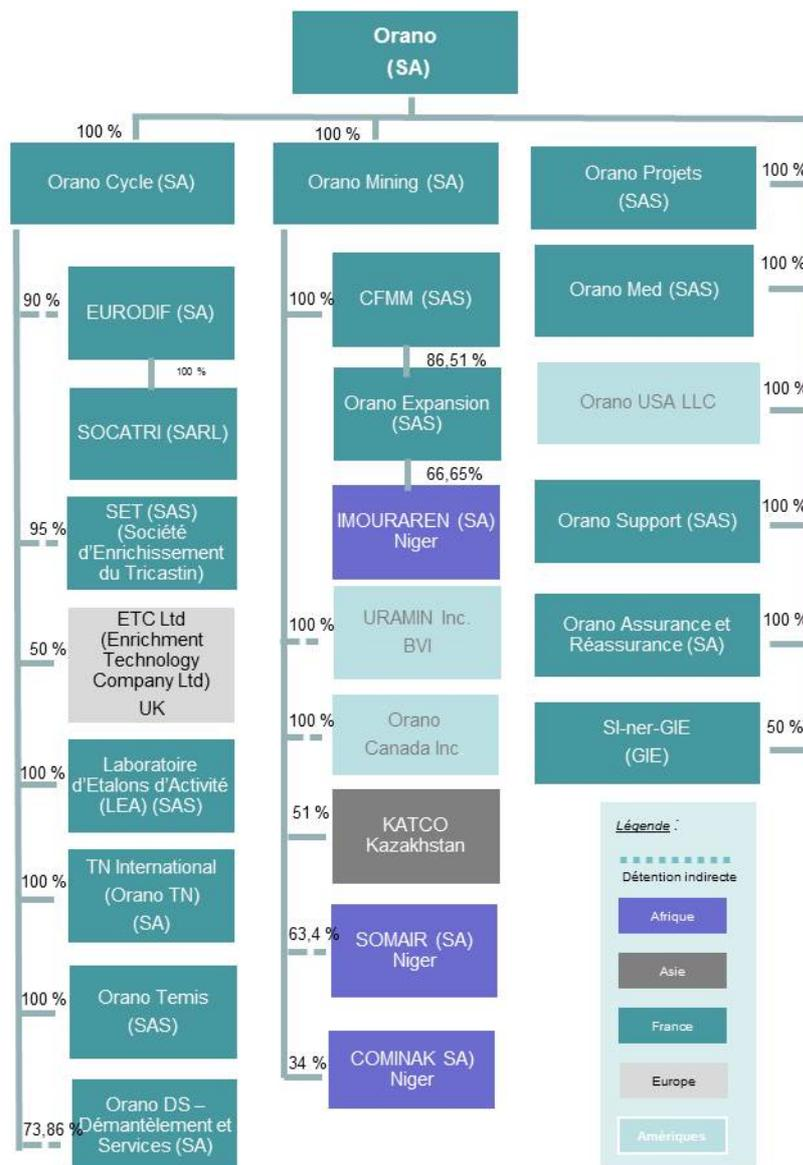 Orano
(SA)
100 %
Orano Cycle (SA)
90 %
EURODIF (SA)
100 %
SOCATRI (SARL)
95 %
SET (SAS)
(Société
d'Enrichissement
du Tricastin)
50 %
ETC Ltd
(Enrichment
Technology
Company Ltd)
UK
100 %
Laboratoire
d'Etalons d'Activité
(LEA) (SAS)
100 %
TN International
(Orano TN)
(SA)
100 %
Orano Temis
(SAS)
73,86 %
Orano DS –
Démantèlement et
Services (SA)
100 %
Orano Mining (SA)
100 %
CFMM (SAS)
86,51 %
Orano Expansion
(SAS)
66,65%
IMOURAREN (SA)
Niger
100 %
URAMIN Inc.
BVI
100 %
Orano
Canada Inc
51 %
KATCO
Kazakhstan
63,4 %
SOMAIR (SA)
Niger
34 %
COMINAK SA)
Niger
Orano Projets
(SAS)
100 %
Orano Med (SAS)
100 %
Orano USA LLC
100 %
Orano Support (SAS)
100 %
Orano Assurance et
Réassurance (SA)
100 %
SI-ner-GIE
(GIE)
50 %
Légende :
Détention indirecte
Afrique
Asie
France
Europe
Amériques